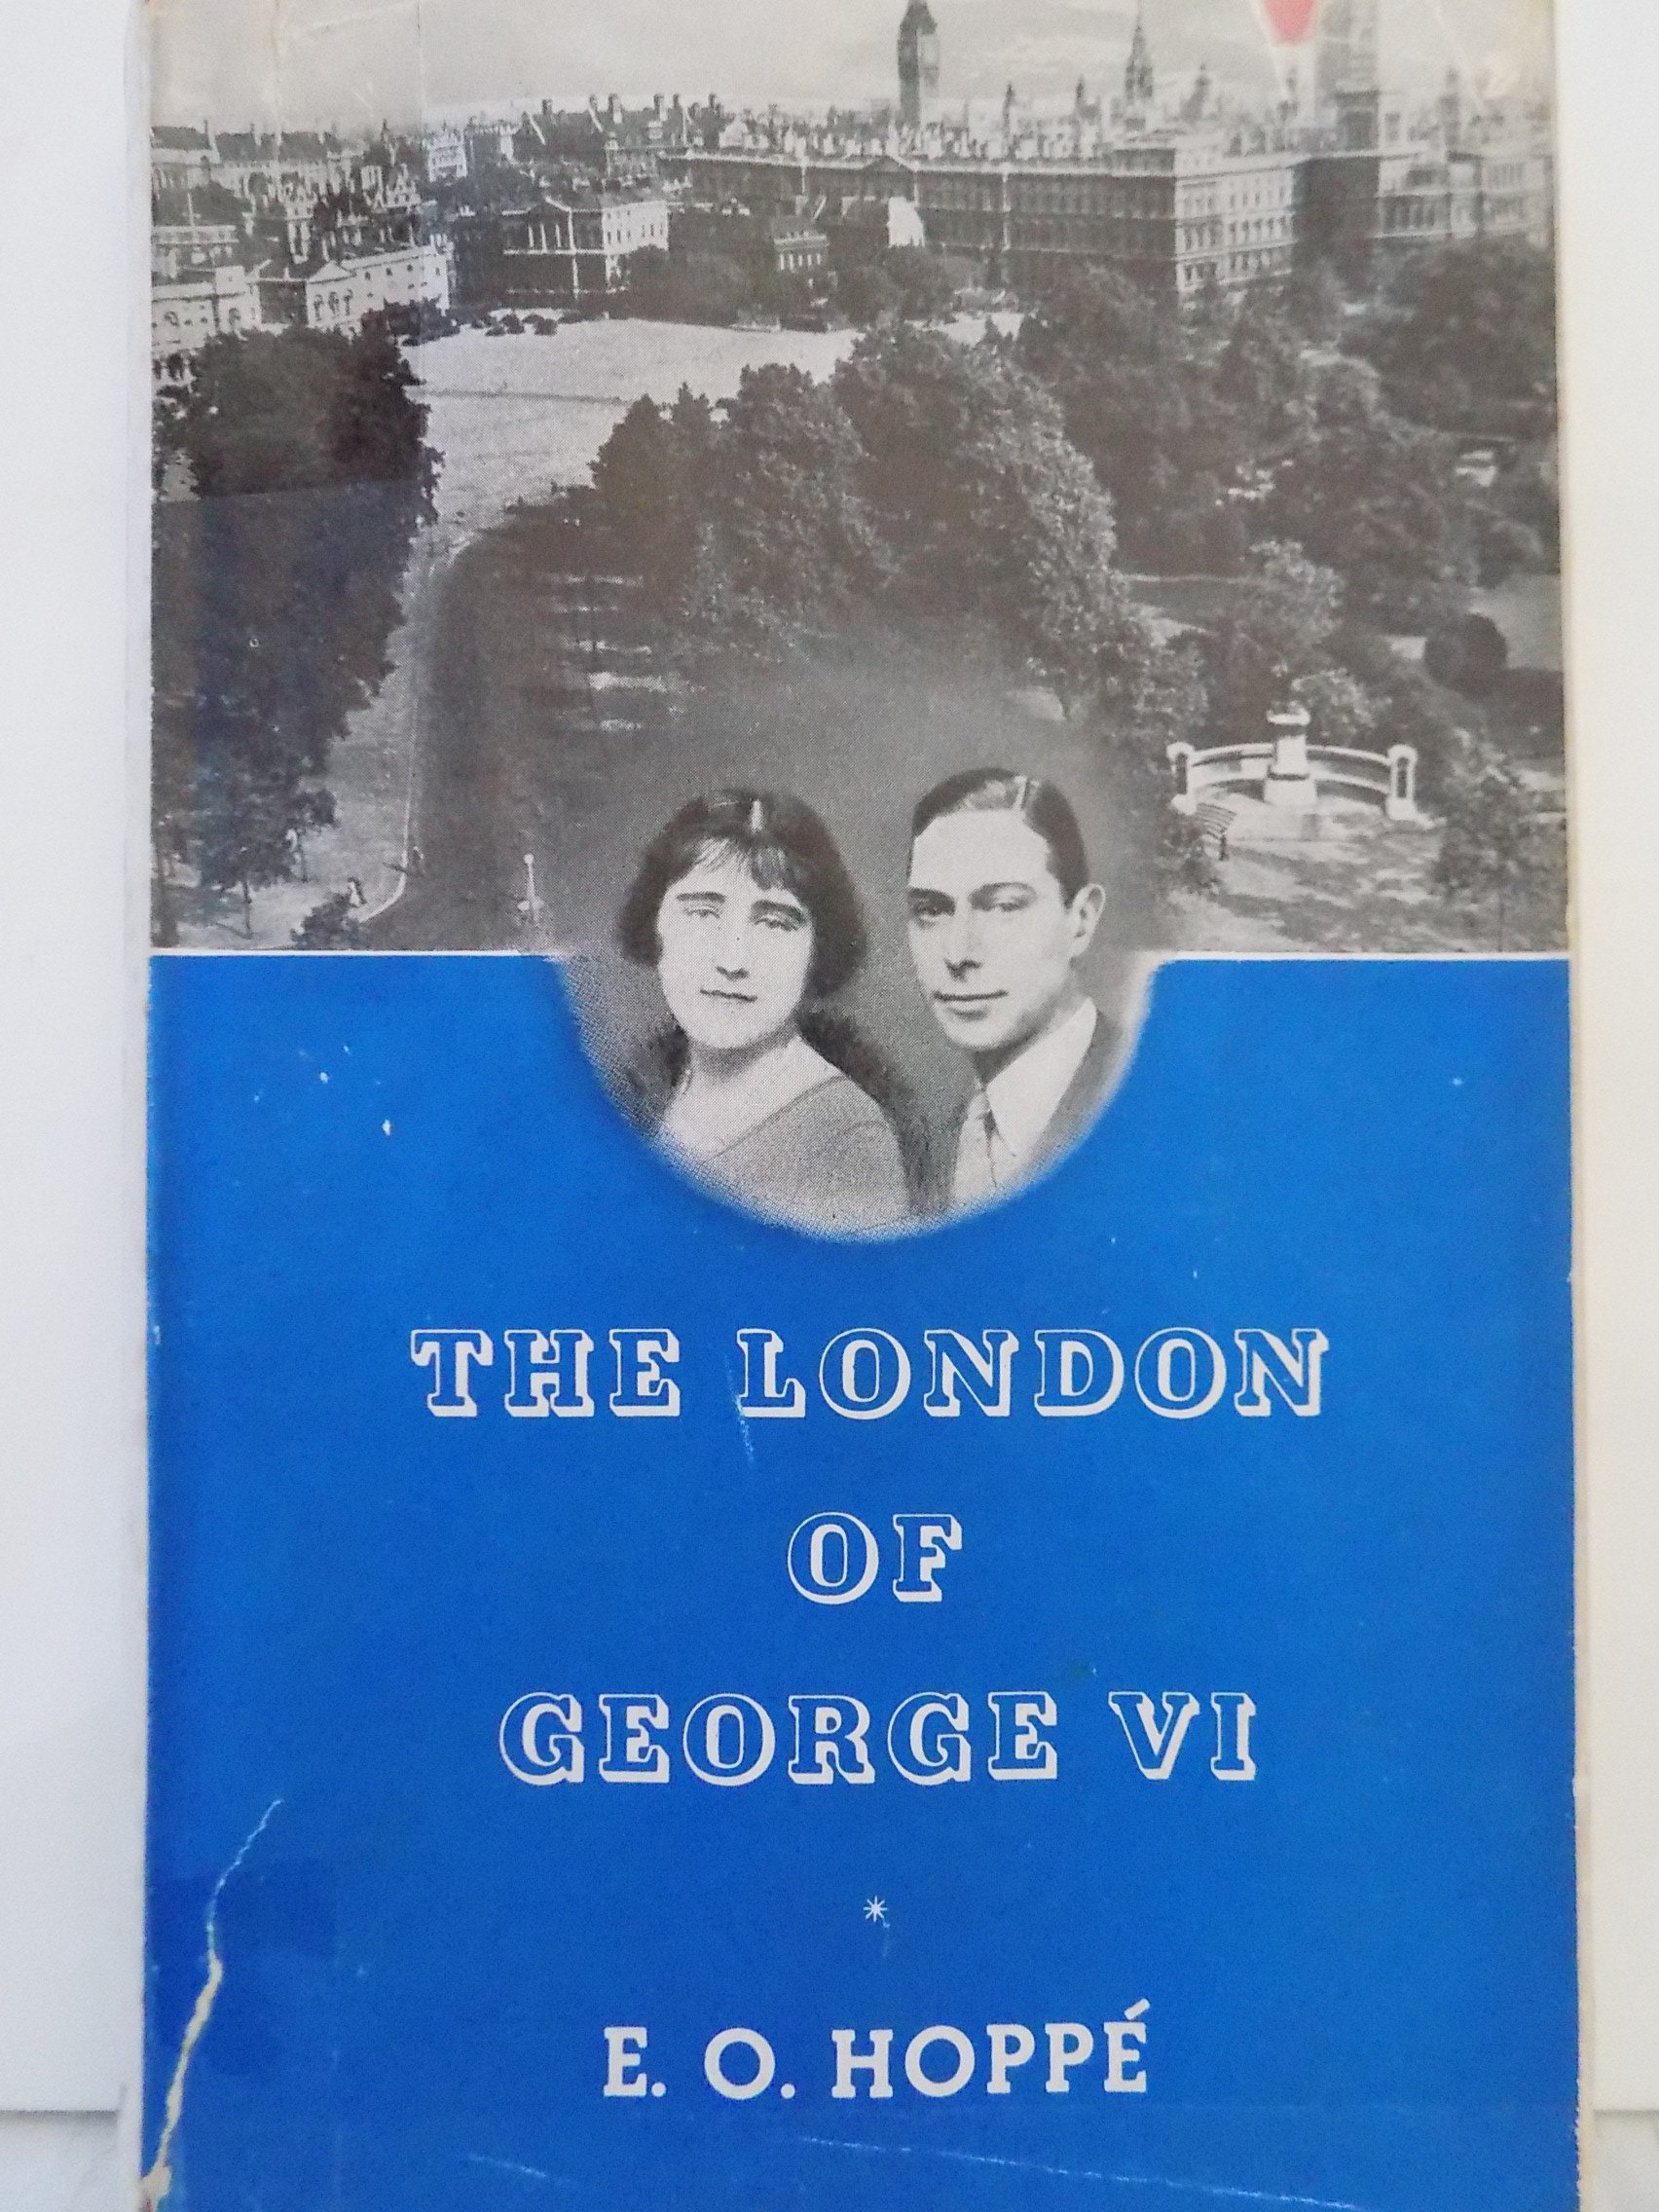 THE LONDON
OF
GEORGE VI
*
E. O. HOPPÉ